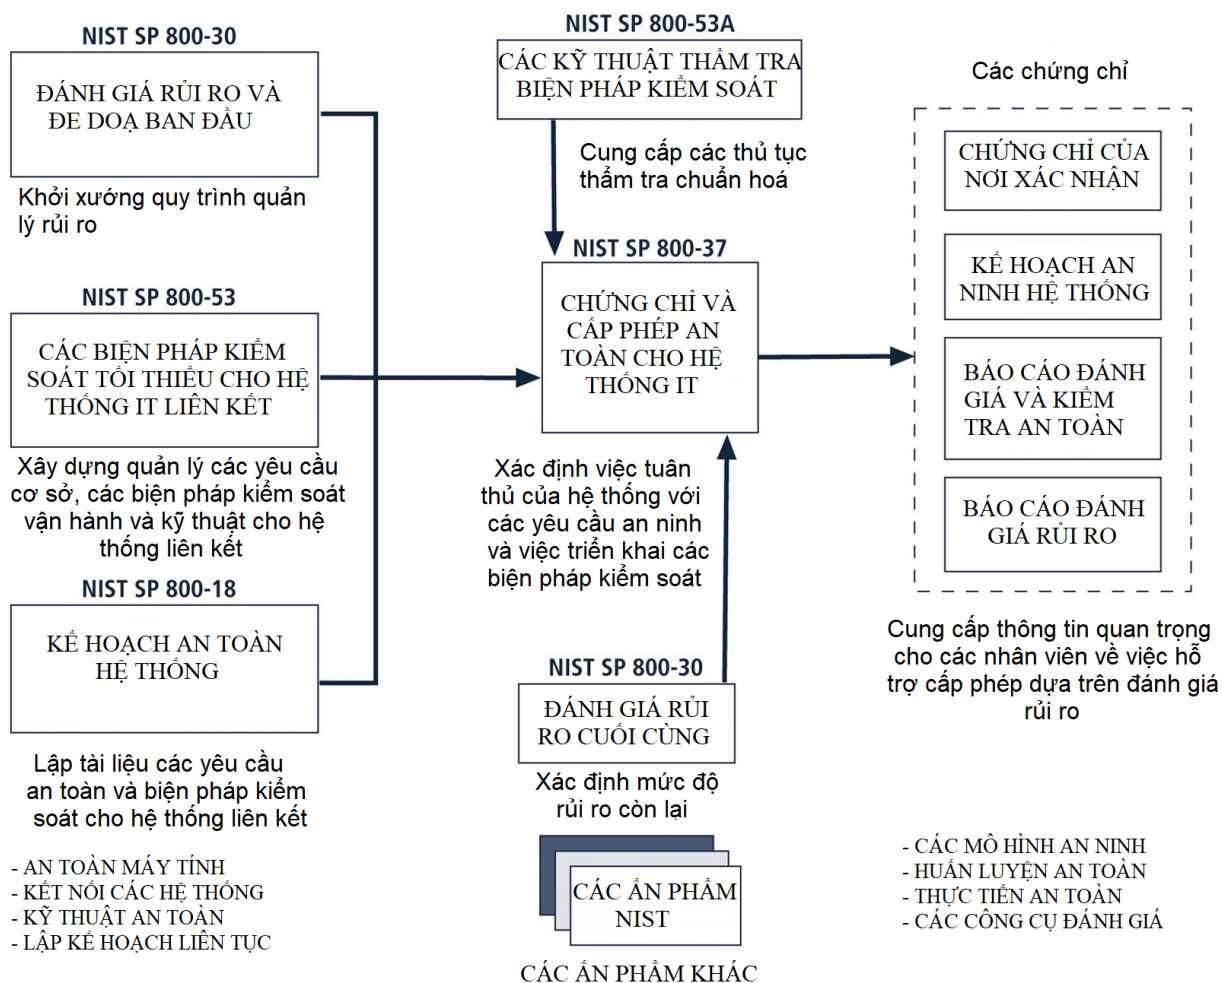 NIST SP 800-30
ĐÁNH GIÁ RỦI RO VÀ
ĐE DOẠ BAN ĐẦU
Khởi xướng quy trình quản
lý rủi ro
NIST SP 800-53
CÁC BIỆN PHÁP KIỂM
SOÁT TỐI THIỂU CHO HỆ
THỐNG IT LIÊN KẾT
Xây dựng quản lý các yêu cầu
cơ sở, các biện pháp kiểm soát
vận hành và kỹ thuật cho hệ
thống liên kết
NIST SP 800-18
KẾ HOẠCH AN TOÀN
HỆ THỐNG
Lập tài liệu các yêu cầu
an toàn và biện pháp kiểm
soát cho hệ thống liên kết
- AN TOÀN MÁY TÍNH
- KẾT NỐI CÁC HỆ THỐNG
- KỸ THUẬT AN TOÀN
- LẬP KẾ HOẠCH LIÊN TỤC
NIST SP 800-53A
CÁC KỸ THUẬT THẨM TRA
BIỆN PHÁP KIỂM SOÁT
Cung cấp các thủ tục
thẩm tra chuẩn hoá
NIST SP 800-37
CHỨNG CHỈ VÀ
CẤP PHÉP AN
TOÀN CHO HỆ
THỐNG IT
Xác định việc tuân
thủ của hệ thống với
các yêu cầu an ninh
và việc triển khai các
biện pháp kiểm soát
NIST SP 800-30
ĐÁNH GIÁ RỦI
RO CUỐI CÙNG
Xác định mức độ
rủi ro còn lại
CÁC ẤN PHẨM
NIST
CÁC ẤN PHẨM KHÁC
Các chứng chỉ
CHỨNG CHỈ CỦA
NƠI XÁC NHẬN
KẾ HOẠCH AN
NINH HỆ THỐNG
BÁO CÁO ĐÁNH
GIÁ VÀ KIỂM
TRA AN TOÀN
BÁO CÁO ĐÁNH
GIÁ RỦI RO
Cung cấp thông tin quan trọng
cho các nhân viên về việc hỗ
trợ cấp phép dựa trên đánh giá
rủi ro
- CÁC MÔ HÌNH AN NINH
- HUẤN LUYỆN AN TOÀN
- THỰC TIẾN AN TOÀN
- CÁC CÔNG CỤ ĐÁNH GIÁ